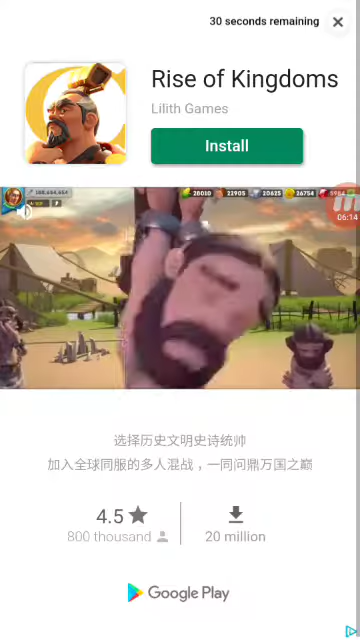 30 seconds remaining
Rise of Kingdoms
Lilith Games
Install
28010 22905 20625 26754
06:14
选择历史文明史诗统帅
加入全球同服的多人混战，一同问鼎万国之巅
4.5
800 thousand
20 million
Google Play